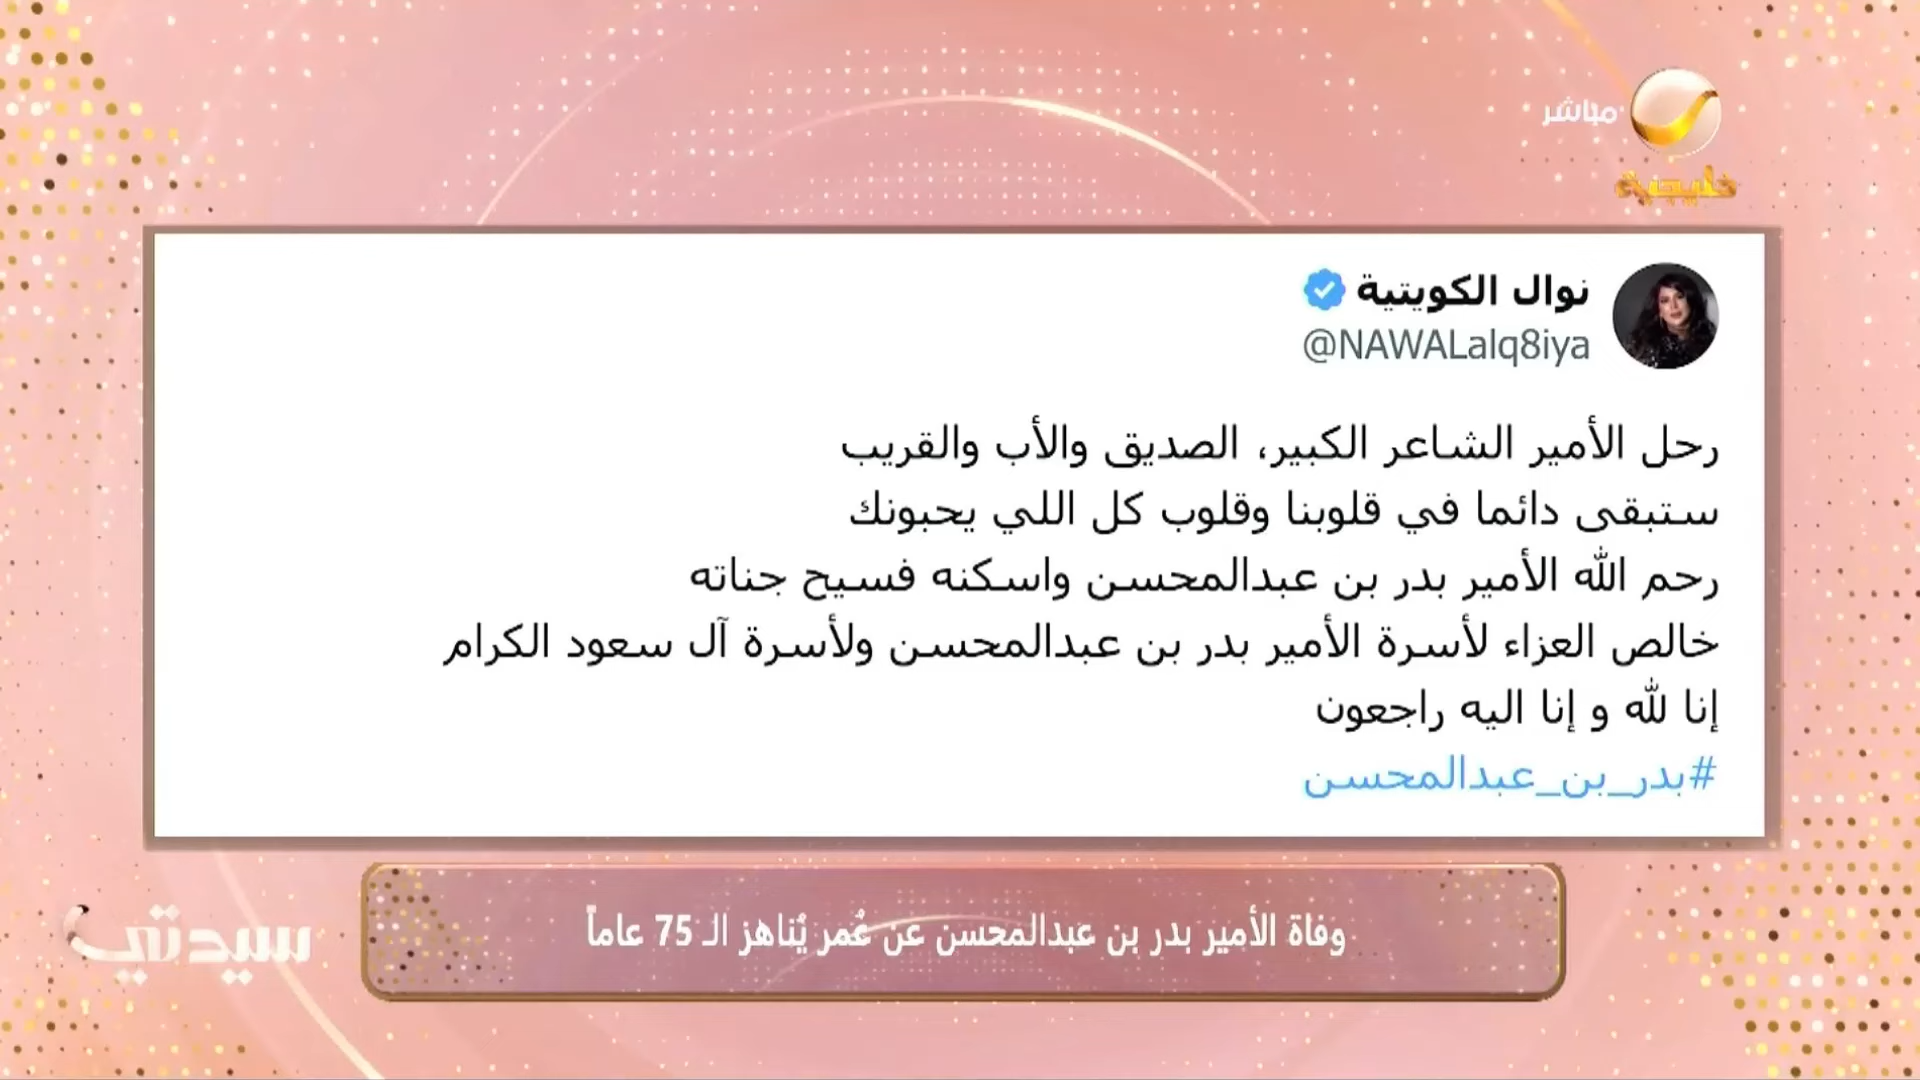 مباشر
خليجية
نوال الكويتية
@NAWALalq8iya
رحل الأمير الشاعر الكبير، الصديق والأب والقريب
ستبقى دائما في قلوبنا وقلوب كل اللي يحبونك
رحم الله الأمير بدر بن عبدالمحسن واسكنه فسيح جناته
خالص العزاء لأسرة الأمير بدر بن عبدالمحسن ولأسرة آل سعود الكرام
إنا لله و إنا اليه راجعون
#بدر_بن_عبدالمحسن
وفاة الأمير بدر بن عبدالمحسن عن عُمر يُناهز الـ 75 عاماً
سيدتي